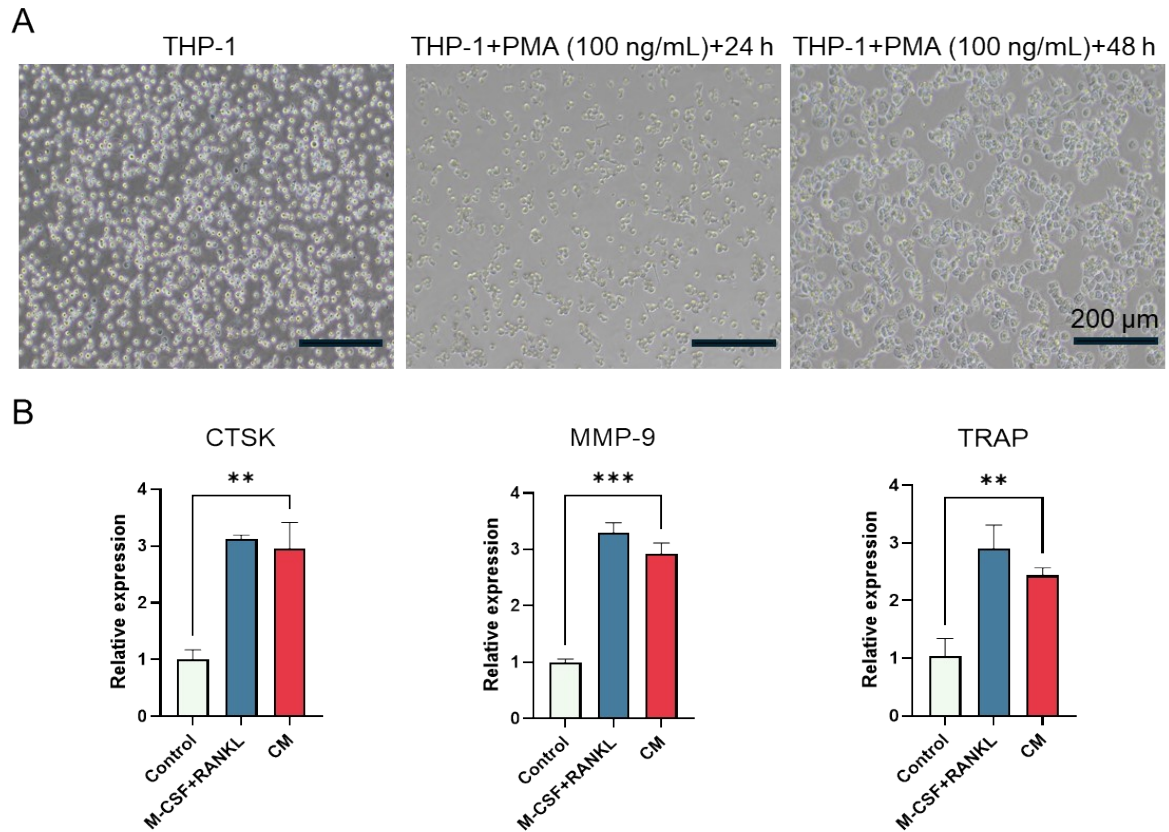 A
THP-1
THP-1+PMA (100 ng/mL)+24 h
THP-1+PMA (100 ng/mL)+48 h
200 µm
B
CTSK
**
Relative expression
4
3
2
1
0
Control
M-CSF+RANKL
CM
MMP-9
***
Relative expression
4
3
2
1
0
Control
M-CSF+RANKL
CM
TRAP
**
Relative expression
4
3
2
1
0
Control
M-CSF+RANKL
CM